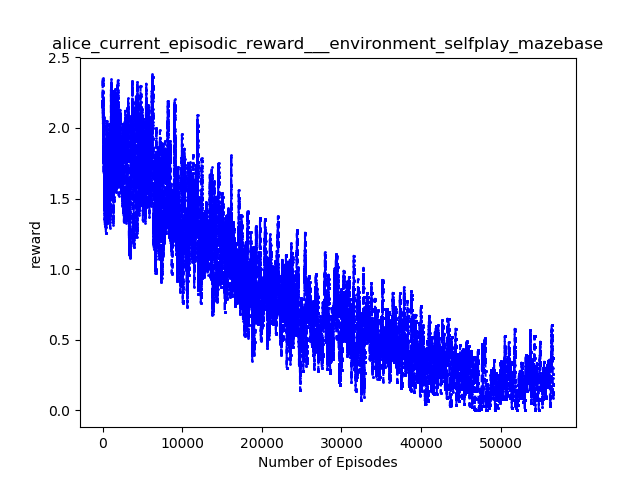 alice_current_episodic_reward___environment_selfplay_mazebase
2.5
2.0
1.5
1.0
0.5
0.0
reward
0 10000 20000 30000 40000 50000
Number of Episodes